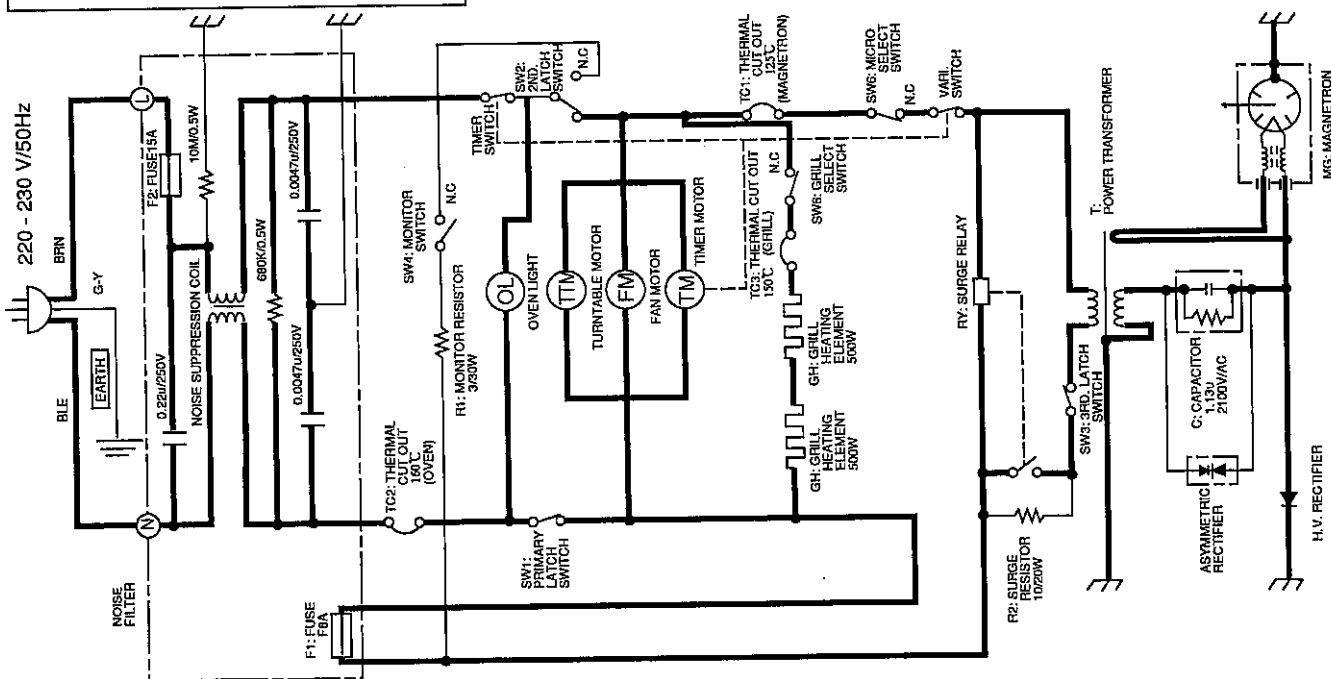 220 - 230 V/50Hz
BRN
G-Y
BLE
EARTH
L
N
NOISE
FILTER
F2: FUSE15A
10M/0.5W
0.22u/250V
NOISE SUPPRESSION COIL
680K/0.5W
0.0047u/250V
0.0047u/250V
F1: FUSE
F8A
TC2: THERMAL
CUT OUT
160°C
(OVEN)
R1: MONITOR RESISTOR
3/30W
SW4: MONITOR
SWITCH
N.C
TIMER
SWITCH
SW2:
2ND.
LATCH
SWITCH
N.C
SW1:
PRIMARY
LATCH
SWITCH
OL
OVEN LIGHT
TTM
TURNTABLE MOTOR
FM
FAN MOTOR
TM
TIMER MOTOR
TC1: THERMAL
CUT OUT
125°C
(MAGNETRON)
TC3: THERMAL CUT OUT
150°C (GRILL)
N.C
SW6: GRILL
SELECT
SWITCH
GH: GRILL
HEATING
ELEMENT
500W
GH: GRILL
HEATING
ELEMENT
500W
SW6: MICRO
SELECT
SWITCH
N.C
VARI.
SWITCH
RY: SURGE RELAY
R2: SURGE
RESISTOR
10/20W
SW3: 3RD. LATCH
SWITCH
T:
POWER TRANSFORMER
C: CAPACITOR
1.13u
2100V/AC
ASYMMETRIC
RECTIFIER
H.V. RECTIFIER
MG: MAGNETRON